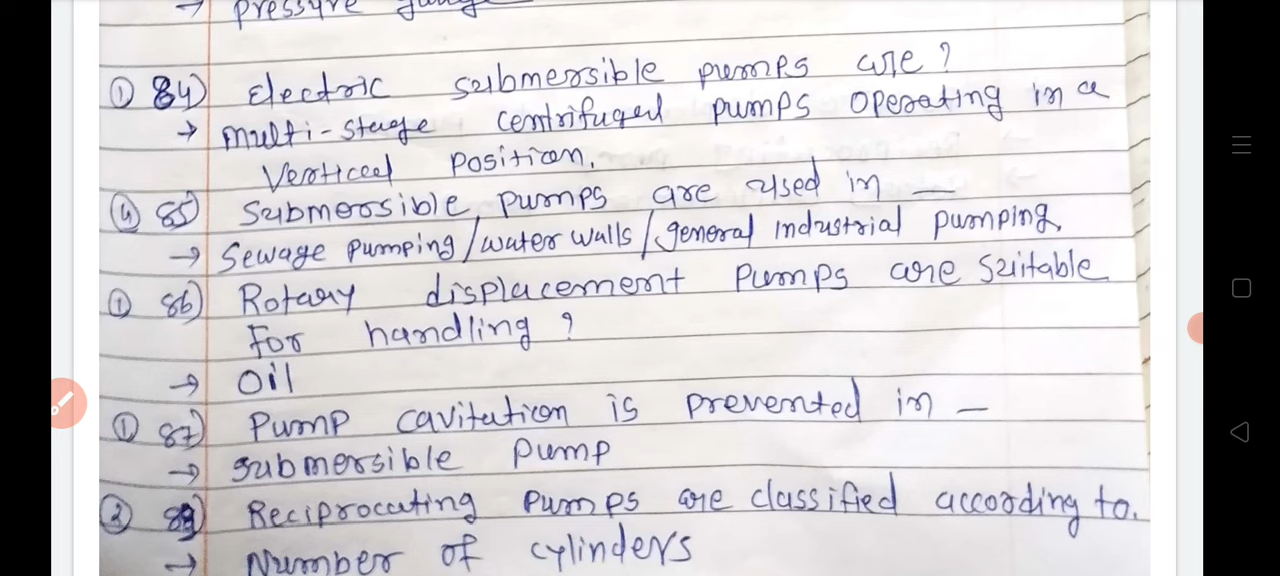 → pressure
① 84) Electric submersible pumps are?
→ multi-stage centrifugal pumps operating in a
vertical position.
④ 85) Submersible pumps are used in —
→ Sewage pumping/water walls/general industrial pumping.
① 86) Rotary displacement pumps are suitable
for handling?
→ Oil
① 87) Pump cavitation is prevented in —
→ submersible pump
② Reciprocating pumps are classified according to.
→ Number of cylinders